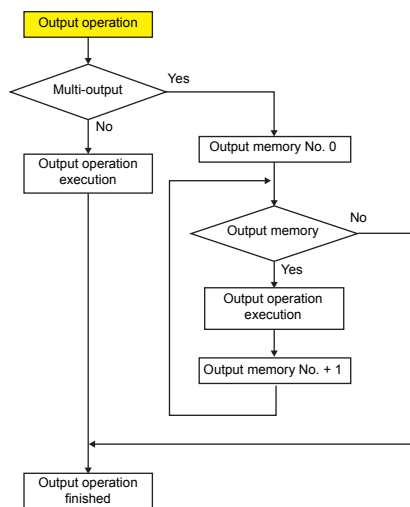 Output operation
Multi-output
Yes
No
Output operation
execution
Output memory No. 0
Output memory
No
Yes
Output operation
execution
Output memory No. + 1
Output operation
finished